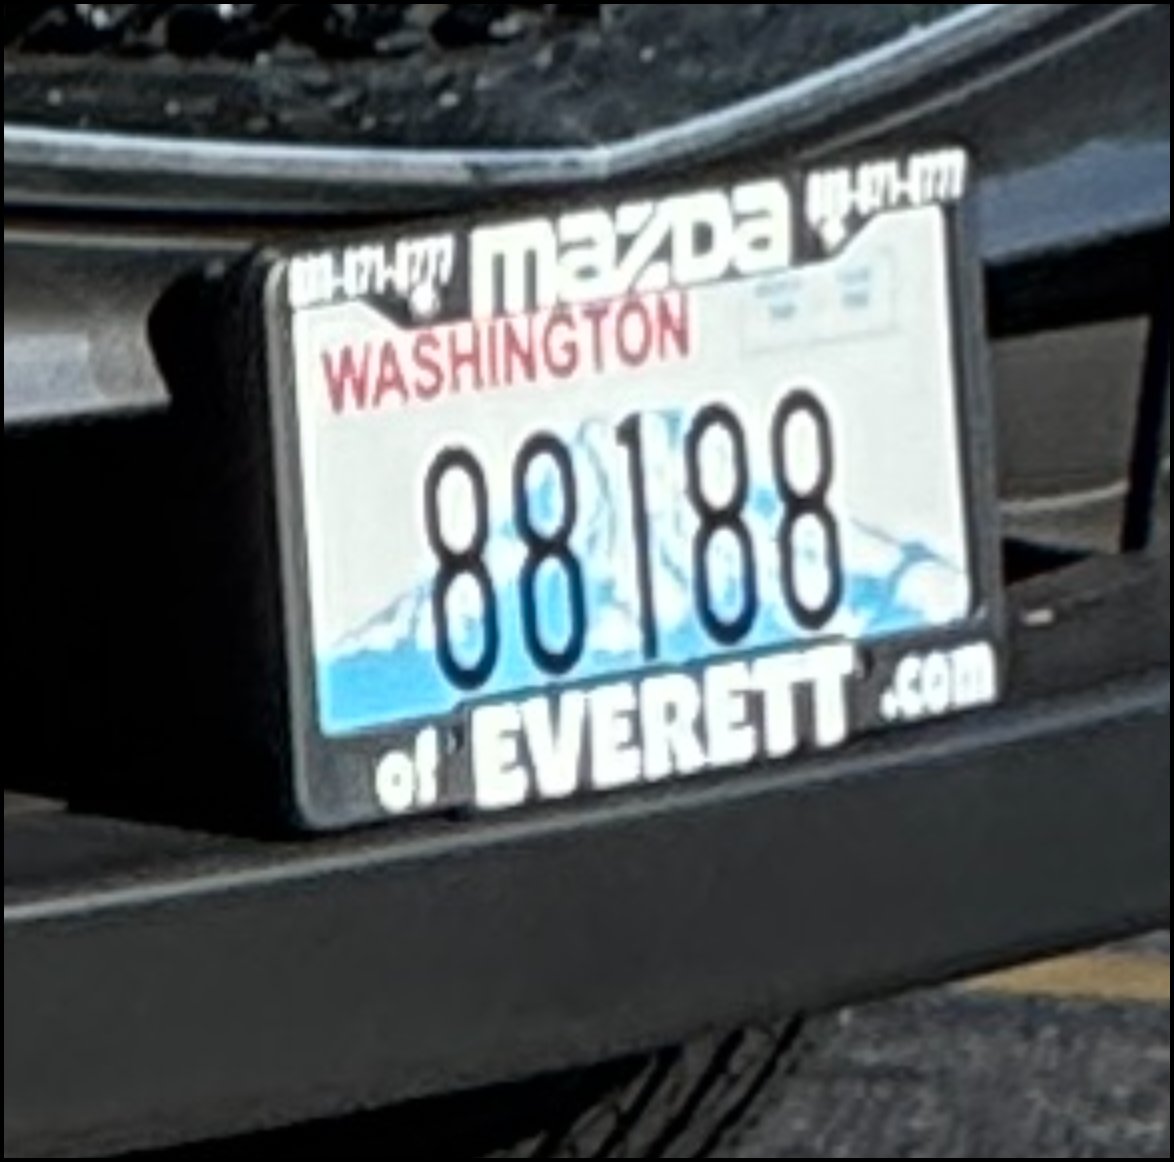 mazda
WASHINGTON
88188
of EVERETT .com